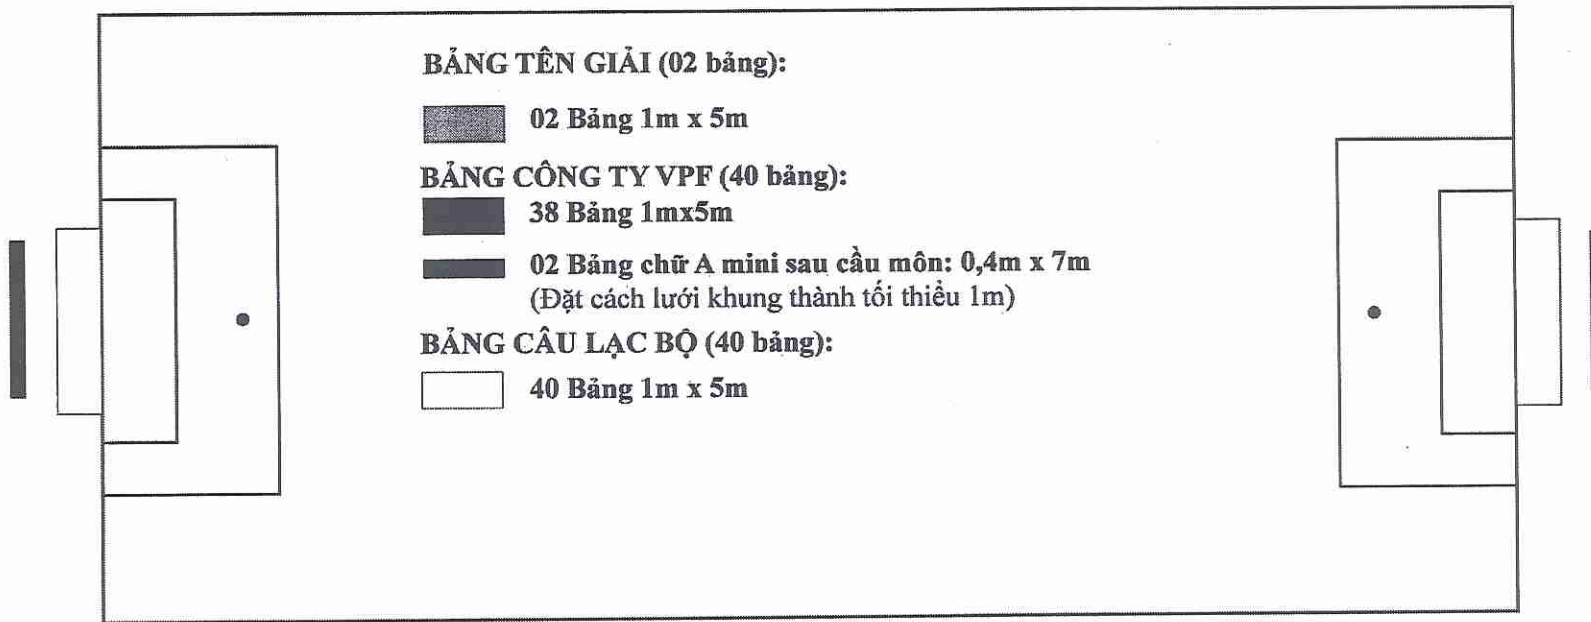 BẢNG TÊN GIẢI (02 bảng):
02 Bảng 1m x 5m
BẢNG CÔNG TY VPF (40 bảng):
38 Bảng 1mx5m
02 Bảng chữ A mini sau cầu môn: 0,4m x 7m
(Đặt cách lưới khung thành tối thiểu 1m)
BẢNG CÂU LẠC BỘ (40 bảng):
40 Bảng 1m x 5m